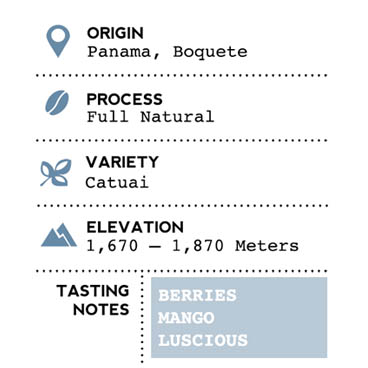 ORIGIN
Panama, Boquete
PROCESS
Full Natural
VARIETY
Catuai
ELEVATION
1,670 – 1,870 Meters
TASTING
NOTES
BERRIES
MANGO
LUSCIOUS